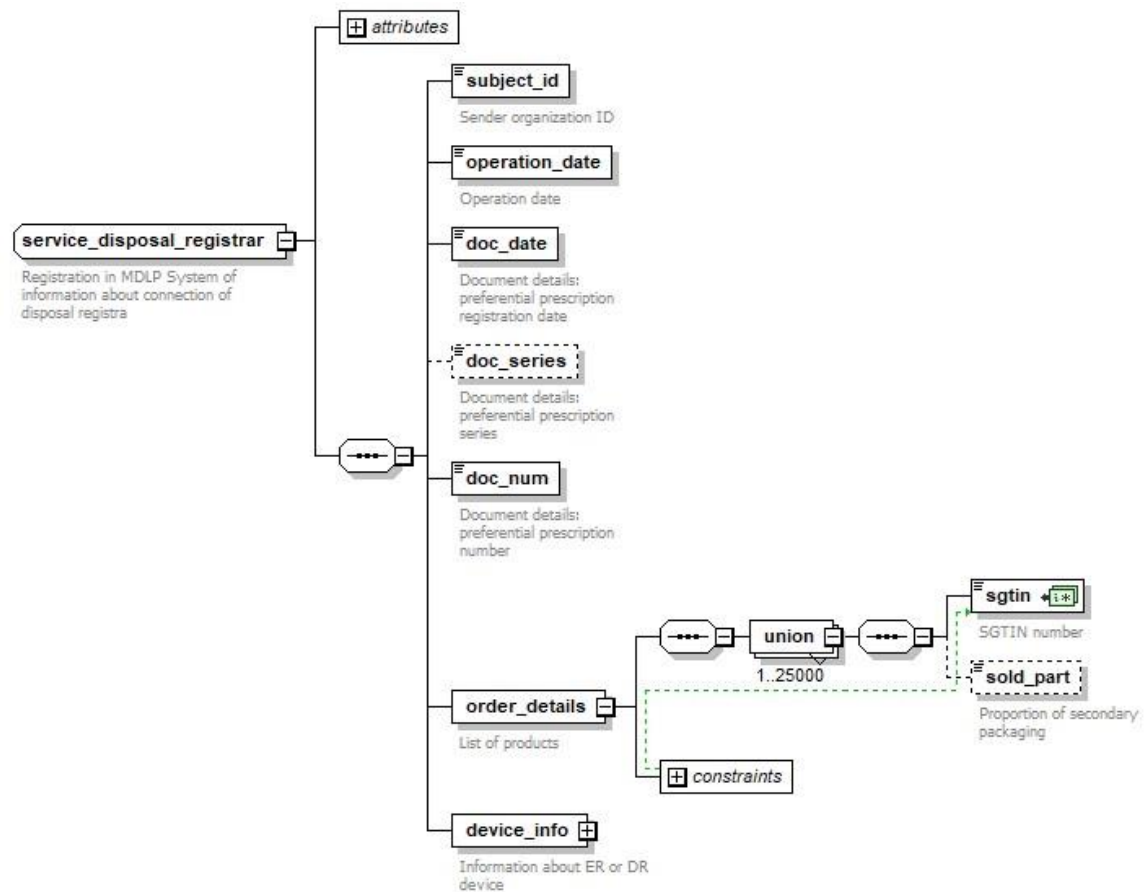 attributes
subject_id
Sender organization ID
operation_date
Operation date
service_disposal_registrar
Registration in MDLP System of
information about connection of
disposal registra
doc_date
Document details:
preferential prescription
registration date
doc_series
Document details:
preferential prescription
series
doc_num
Document details:
preferential prescription
number
sgtin
SGTIN number
union
1..25000
sold_part
Proportion of secondary
packaging
order_details
List of products
constraints
device_info
Information about ER or DR
device